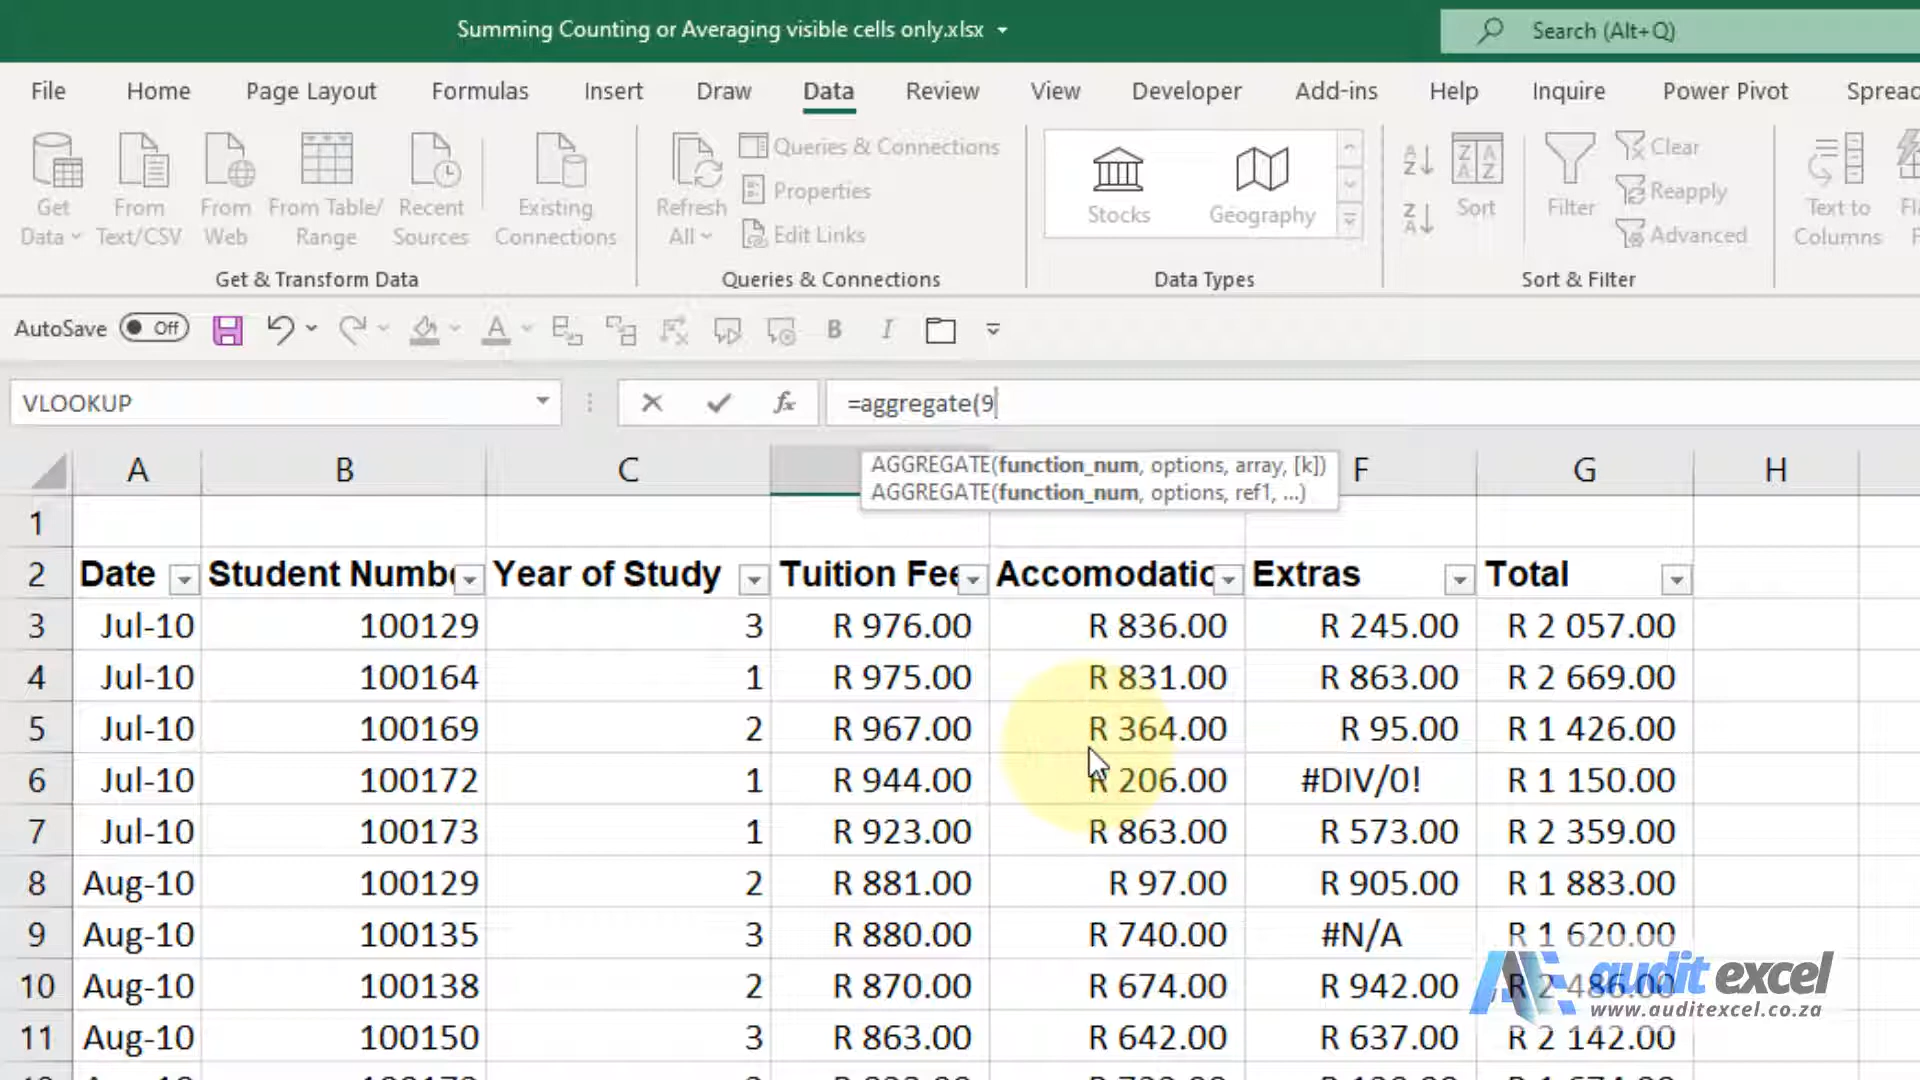 Summing Counting or Averaging visible cells only.xlsx
Search (Alt+Q)
File Home Page Layout Formulas Insert Draw Data Review View Developer Add-ins Help Inquire Power Pivot Spreac
Get Data
From Text/CSV
From Web
From Table/ Range
Recent Sources
Existing Connections
Get & Transform Data
Refresh All
Queries & Connections
Properties
Edit Links
Queries & Connections
Stocks
Geography
Data Types
Sort
Filter
Clear
Reapply
Advanced
Sort & Filter
Text to Columns
AutoSave Off
B I
VLOOKUP
fx
=aggregate(9
AGGREGATE(function_num, options, array, [k])
AGGREGATE(function_num, options, ref1, ...)
A B C F G H
1
2 Date Student Numbe Year of Study Tuition Fee Accomodatic Extras Total
3 Jul-10 100129 3 R 976.00 R 836.00 R 245.00 R 2 057.00
4 Jul-10 100164 1 R 975.00 R 831.00 R 863.00 R 2 669.00
5 Jul-10 100169 2 R 967.00 R 364.00 R 95.00 R 1 426.00
6 Jul-10 100172 1 R 944.00 R 206.00 #DIV/0! R 1 150.00
7 Jul-10 100173 1 R 923.00 R 863.00 R 573.00 R 2 359.00
8 Aug-10 100129 2 R 881.00 R 97.00 R 905.00 R 1 883.00
9 Aug-10 100135 3 R 880.00 R 740.00 #N/A R 1 620.00
10 Aug-10 100138 2 R 870.00 R 674.00 R 942.00 R 2 486.00
11 Aug-10 100150 3 R 863.00 R 642.00 R 637.00 R 2 142.00
audit excel
www.auditexcel.co.za